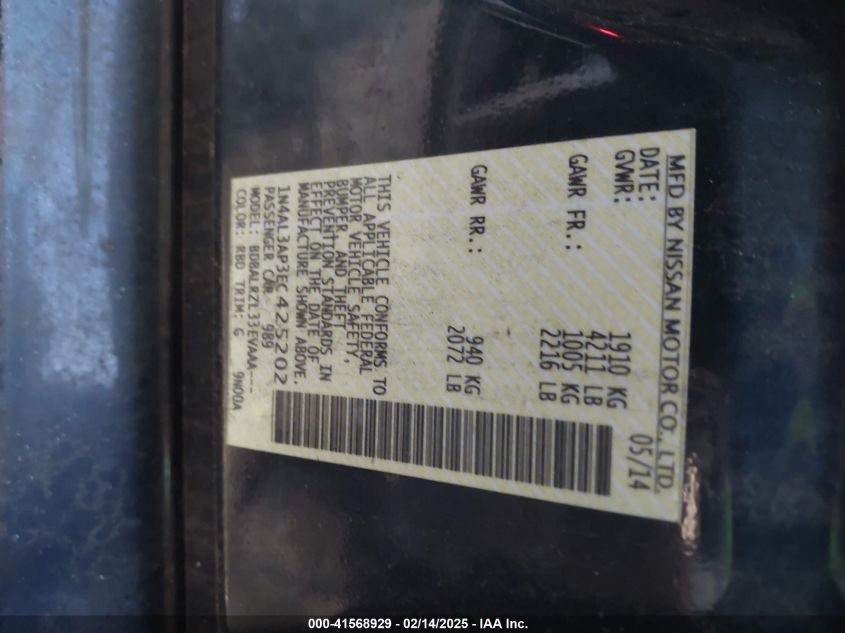 MFD BY NISSAN MOTOR CO., LTD.
DATE: 05/14
GVWR: 1910 KG
4211 LB
GAWR FR.: 1005 KG
2216 LB
GAWR RR.: 940 KG
2072 LB
THIS VEHICLE CONFORMS TO
ALL APPLICABLE FEDERAL
MOTOR VEHICLE SAFETY,
BUMPER, AND THEFT
PREVENTION STANDARDS IN
EFFECT ON THE DATE OF
MANUFACTURE SHOWN ABOVE.
1N4AL3AP3EC425202
PASSENGER CAR 989
MODEL: BDBALRZL33EVAAA---
COLOR: RBD TRIM: G 9N00A
000-41568929 - 02/14/2025 - IAA Inc.